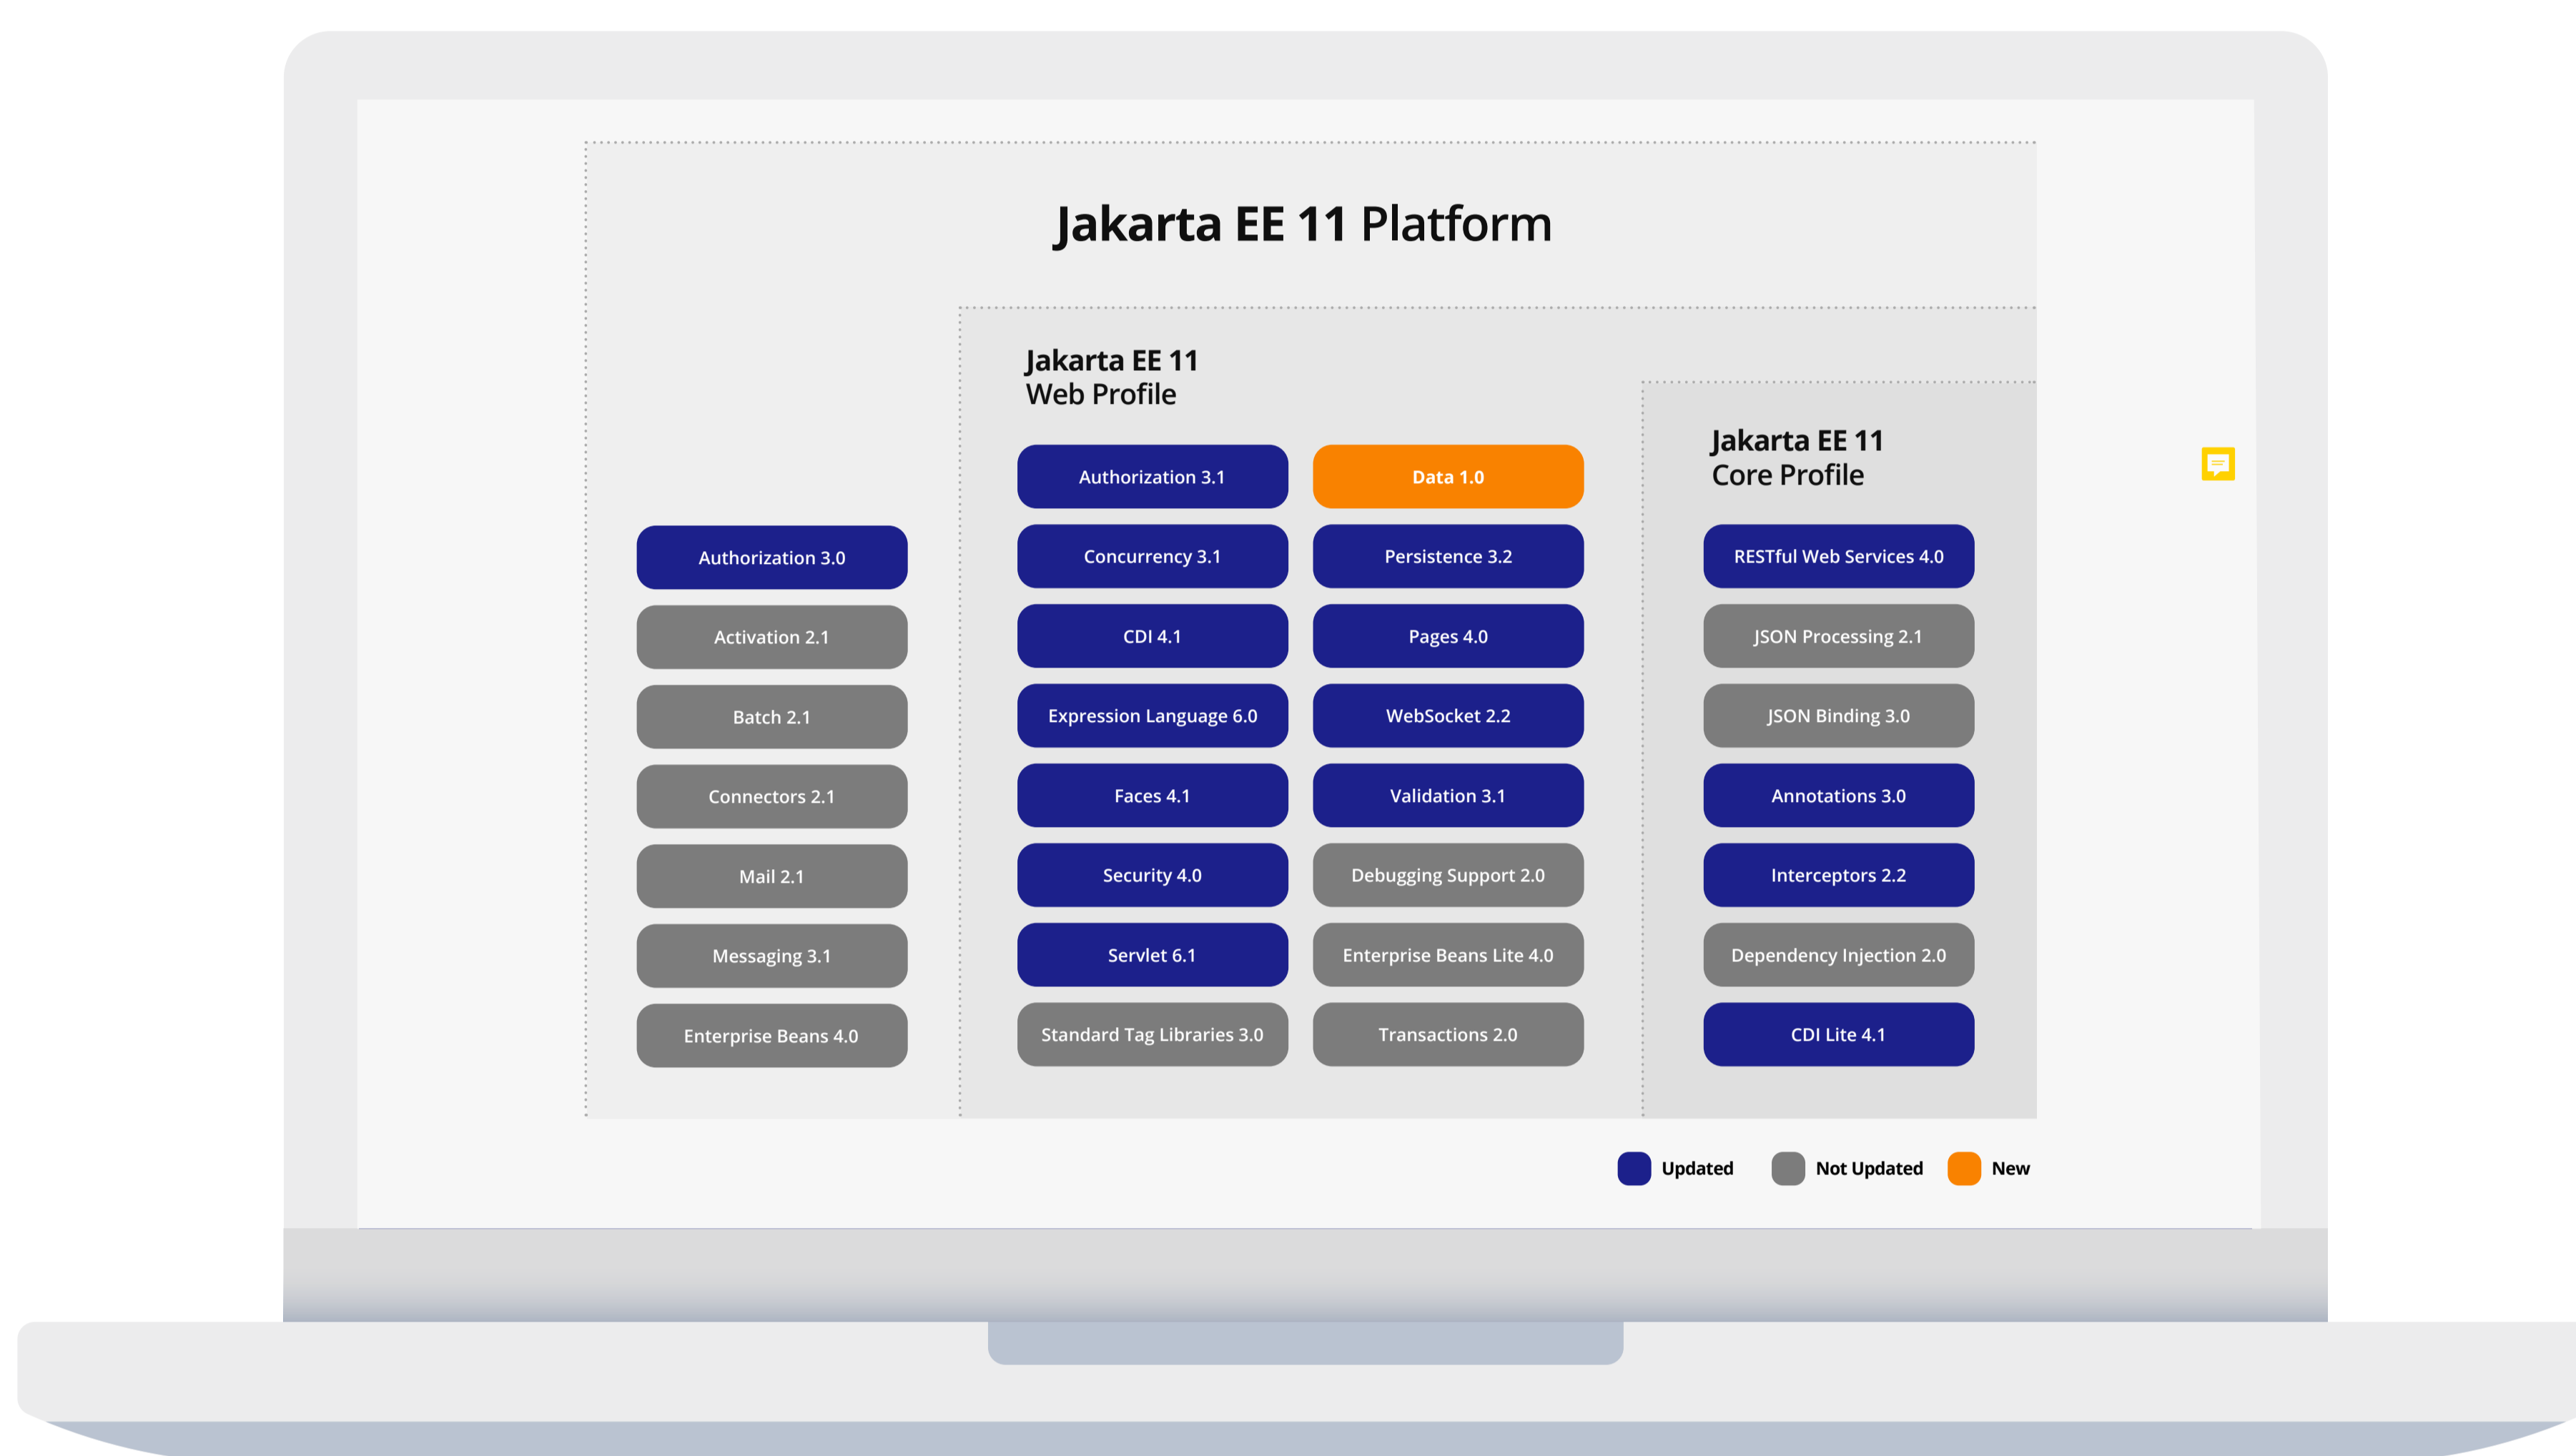 Jakarta EE 11 Platform
Authorization 3.0
Activation 2.1
Batch 2.1
Connectors 2.1
Mail 2.1
Messaging 3.1
Enterprise Beans 4.0
Jakarta EE 11
Web Profile
Authorization 3.1
Concurrency 3.1
CDI 4.1
Expression Language 6.0
Faces 4.1
Security 4.0
Servlet 6.1
Standard Tag Libraries 3.0
Data 1.0
Persistence 3.2
Pages 4.0
WebSocket 2.2
Validation 3.1
Debugging Support 2.0
Enterprise Beans Lite 4.0
Transactions 2.0
Jakarta EE 11
Core Profile
RESTful Web Services 4.0
JSON Processing 2.1
JSON Binding 3.0
Annotations 3.0
Interceptors 2.2
Dependency Injection 2.0
CDI Lite 4.1
Updated
Not Updated
New